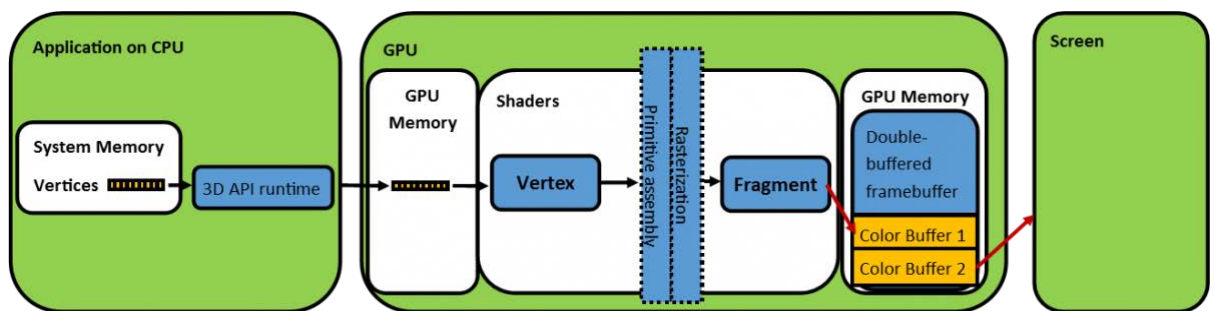 Application on CPU
System Memory
Vertices
3D API runtime
GPU
GPU
Memory
Shaders
Vertex
Primitive assembly
Rasterization
Fragment
GPU Memory
Double-
buffered
framebuffer
Color Buffer 1
Color Buffer 2
Screen